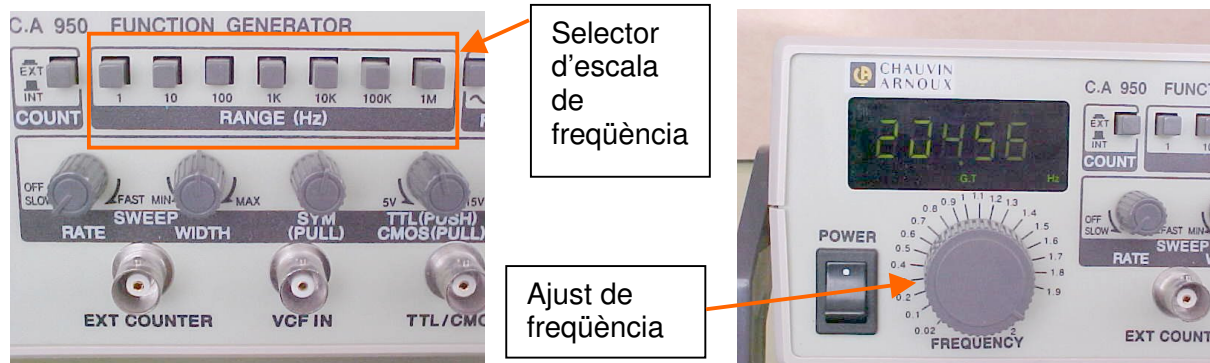 C.A 950 FUNCTION GENERATOR
EXT
INT
COUNT
1 10 100 1K 10K 100K 1M
RANGE (Hz)
OFF
SLOW FAST MIN MAX 5V 15V
SWEEP SYM TTL(PUSH)
RATE WIDTH (PULL) CMOS(PULL)
EXT COUNTER VCF IN TTL/CMO
Selector
d'escala
de
freqüència
Ajust de
freqüència
CHAUVIN
ARNOUX
C.A 950 FUNCT
EXT
INT
COUNT
1 10
G.T Hz
POWER
0.02 0.1 0.2 0.4 0.5 0.6 0.7 0.8 0.9 1 1.1 1.2 1.3 1.4 1.5 1.6 1.7 1.8 1.9 2
FREQUENCY
OFF
SLOW FAST MIN
SWEEP
RATE
EXT COUNT